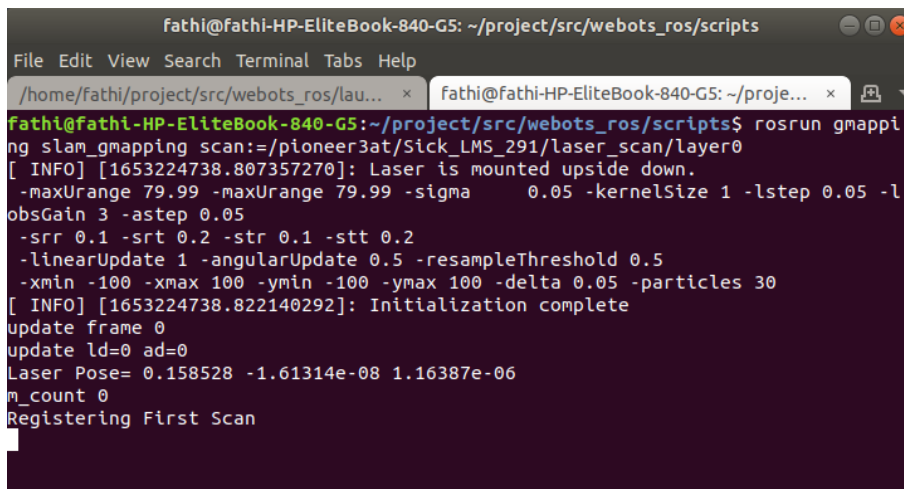 fathi@fathi-HP-EliteBook-840-G5: ~/project/src/webots_ros/scripts
File Edit View Search Terminal Tabs Help
/home/fathi/project/src/webots_ros/lau... × fathi@fathi-HP-EliteBook-840-G5: ~/proje... ×
fathi@fathi-HP-EliteBook-840-G5:~/project/src/webots_ros/scripts$ rosrun gmappi
ng slam_gmapping scan:=/pioneer3at/Sick_LMS_291/laser_scan/layer0
[ INFO] [1653224738.807357270]: Laser is mounted upside down.
 -maxUrange 79.99 -maxUrange 79.99 -sigma     0.05 -kernelSize 1 -lstep 0.05 -l
obsGain 3 -astep 0.05
 -srr 0.1 -srt 0.2 -str 0.1 -stt 0.2
 -linearUpdate 1 -angularUpdate 0.5 -resampleThreshold 0.5
 -xmin -100 -xmax 100 -ymin -100 -ymax 100 -delta 0.05 -particles 30
[ INFO] [1653224738.822140292]: Initialization complete
update frame 0
update ld=0 ad=0
Laser Pose= 0.158528 -1.61314e-08 1.16387e-06
m_count 0
Registering First Scan